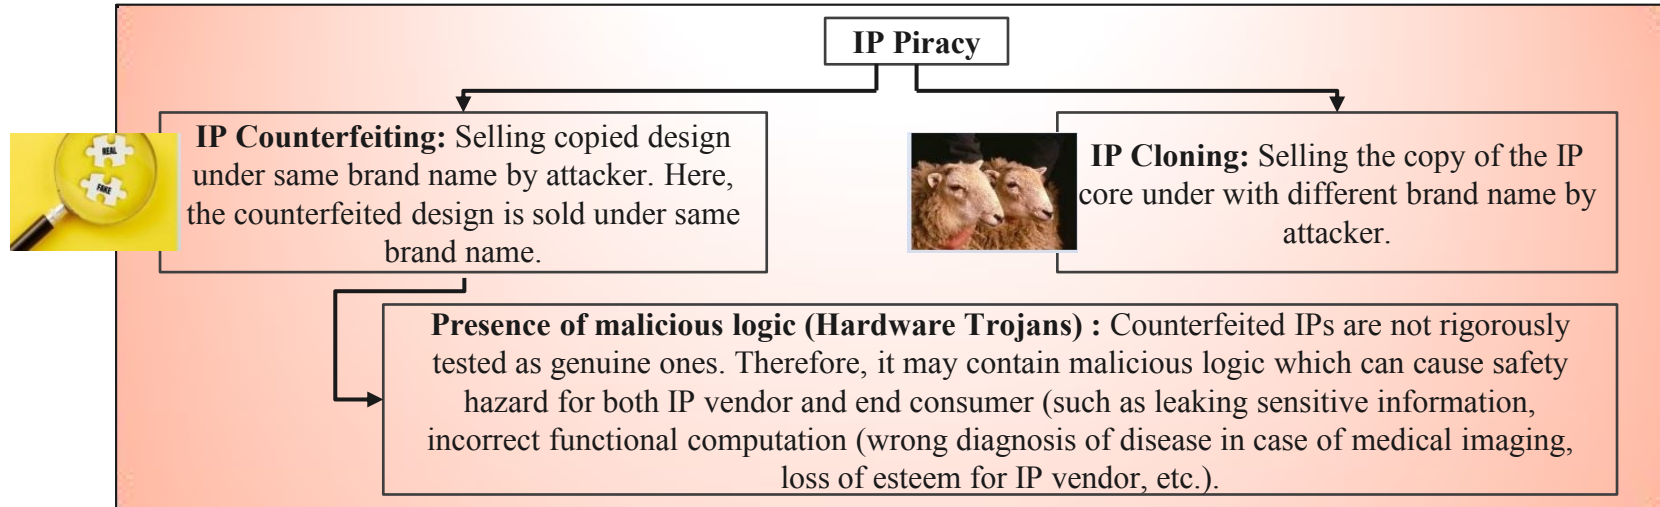 IP Piracy
IP Counterfeiting: Selling copied design
under same brand name by attacker. Here,
the counterfeited design is sold under same
brand name.
REAL
FAKE
IP Cloning: Selling the copy of the IP
core under with different brand name by
attacker.
Presence of malicious logic (Hardware Trojans) : Counterfeited IPs are not rigorously
tested as genuine ones. Therefore, it may contain malicious logic which can cause safety
hazard for both IP vendor and end consumer (such as leaking sensitive information,
incorrect functional computation (wrong diagnosis of disease in case of medical imaging,
loss of esteem for IP vendor, etc.).